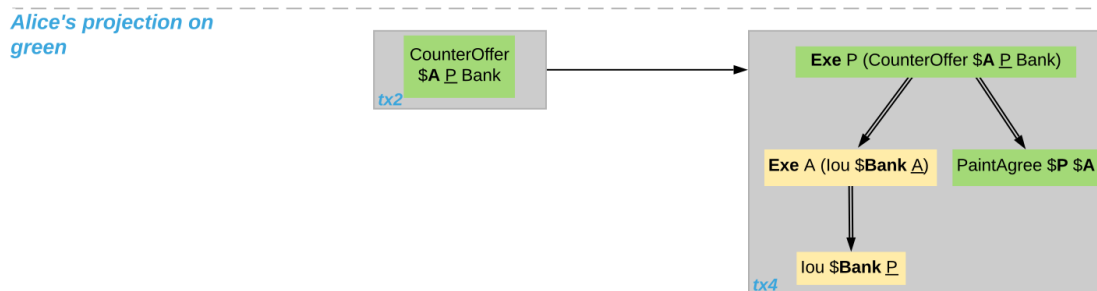 Alice's projection on
green
CounterOffer
$A P Bank
tx2
Exe P (CounterOffer $A P Bank)
Exe A (Iou $Bank A)
PaintAgree $P $A
Iou $Bank P
tx4